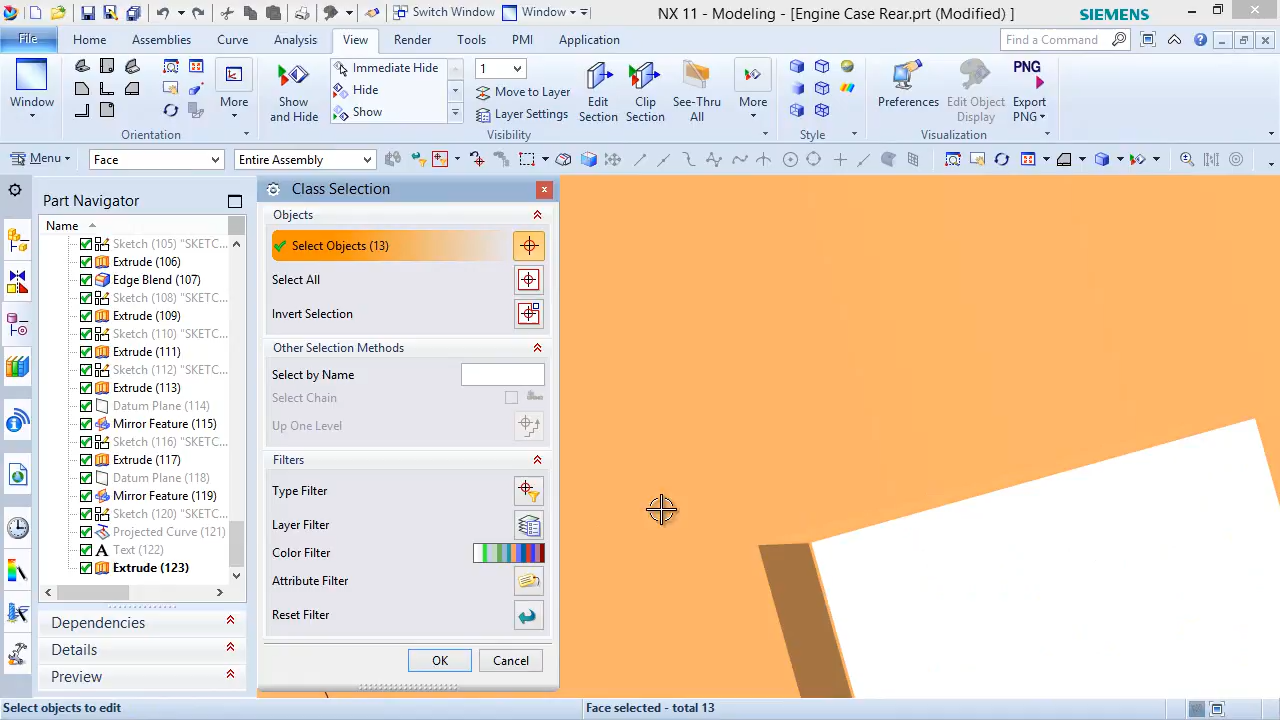 NX 11 - Modeling - [Engine Case Rear.prt (Modified) ]
SIEMENS
Switch Window
Window
File
Home
Assemblies
Curve
Analysis
View
Render
Tools
PMI
Application
Find a Command
Window
More
Orientation
Show and Hide
Immediate Hide
Hide
Show
1
Move to Layer
Layer Settings
Edit Section
Clip Section
See-Thru All
More
Visibility
Style
Preferences
Edit Object Display
PNG
Export PNG
Visualization
Menu
Face
Entire Assembly
Part Navigator
Name
Sketch (105) "SKETC...
Extrude (106)
Edge Blend (107)
Sketch (108) "SKETC...
Extrude (109)
Sketch (110) "SKETC...
Extrude (111)
Sketch (112) "SKETC...
Extrude (113)
Datum Plane (114)
Mirror Feature (115)
Sketch (116) "SKETC...
Extrude (117)
Datum Plane (118)
Mirror Feature (119)
Sketch (120) "SKETC...
Projected Curve (121)
Text (122)
Extrude (123)
Dependencies
Details
Preview
Class Selection
Objects
Select Objects (13)
Select All
Invert Selection
Other Selection Methods
Select by Name
Select Chain
Up One Level
Filters
Type Filter
Layer Filter
Color Filter
Attribute Filter
Reset Filter
OK
Cancel
Select objects to edit
Face selected - total 13